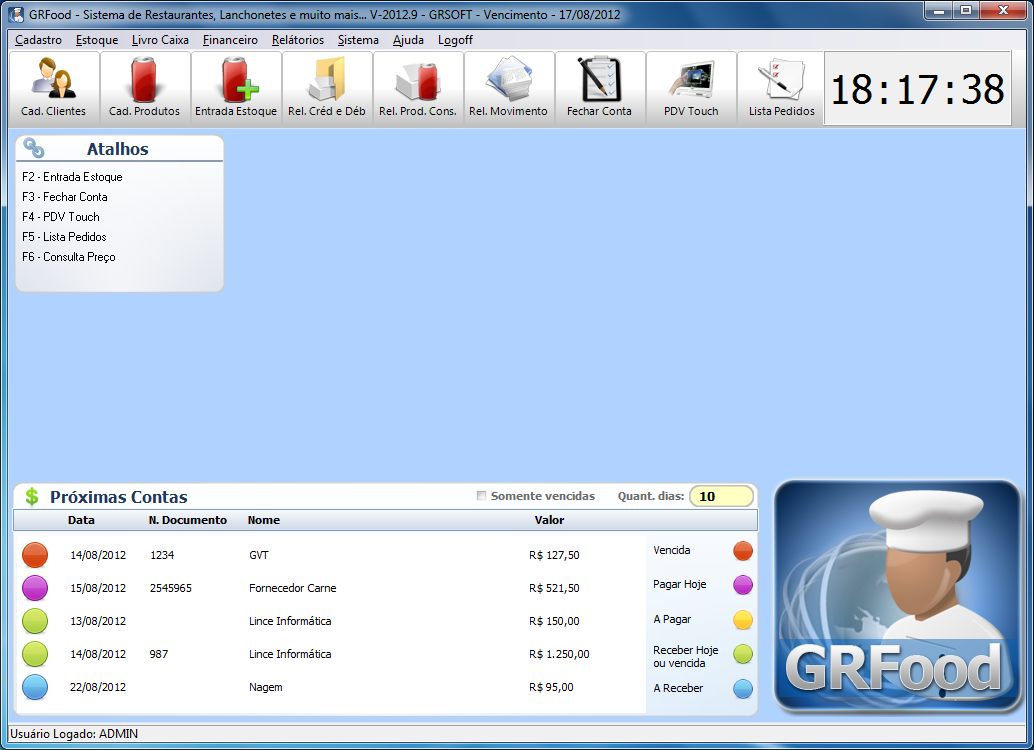 GRFood - Sistema de Restaurantes, Lanchonetes e muito mais... V-2012.9 - GRSOFT - Vencimento - 17/08/2012
Cadastro Estoque Livro Caixa Financeiro Relátorios Sistema Ajuda Logoff
Cad. Clientes Cad. Produtos Entrada Estoque Rel. Créd e Déb Rel. Prod. Cons. Rel. Movimento Fechar Conta PDV Touch Lista Pedidos 18:17:38
Atalhos
F2 - Entrada Estoque
F3 - Fechar Conta
F4 - PDV Touch
F5 - Lista Pedidos
F6 - Consulta Preço
$ Próximas Contas Somente vencidas Quant. dias: 10
Data N. Documento Nome Valor
14/08/2012 1234 GVT R$ 127,50
15/08/2012 2545965 Fornecedor Carne R$ 521,50
13/08/2012 Lince Informática R$ 150,00
14/08/2012 987 Lince Informática R$ 1.250,00
22/08/2012 Nagem R$ 95,00
Vencida
Pagar Hoje
A Pagar
Receber Hoje
ou vencida
A Receber
GRFood
Usuário Logado: ADMIN